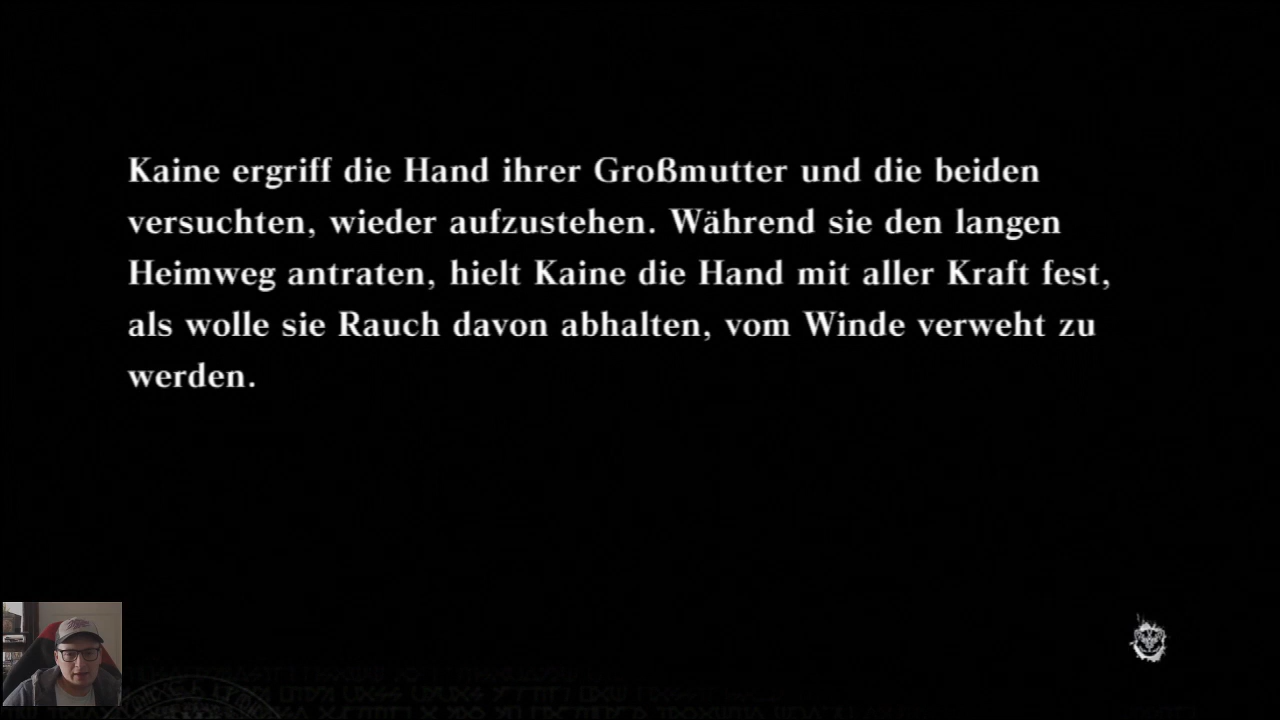 Kaine ergriff die Hand ihrer Großmutter und die beiden
versuchten, wieder aufzustehen. Während sie den langen
Heimweg antraten, hielt Kaine die Hand mit aller Kraft fest,
als wolle sie Rauch davon abhalten, vom Winde verweht zu
werden.